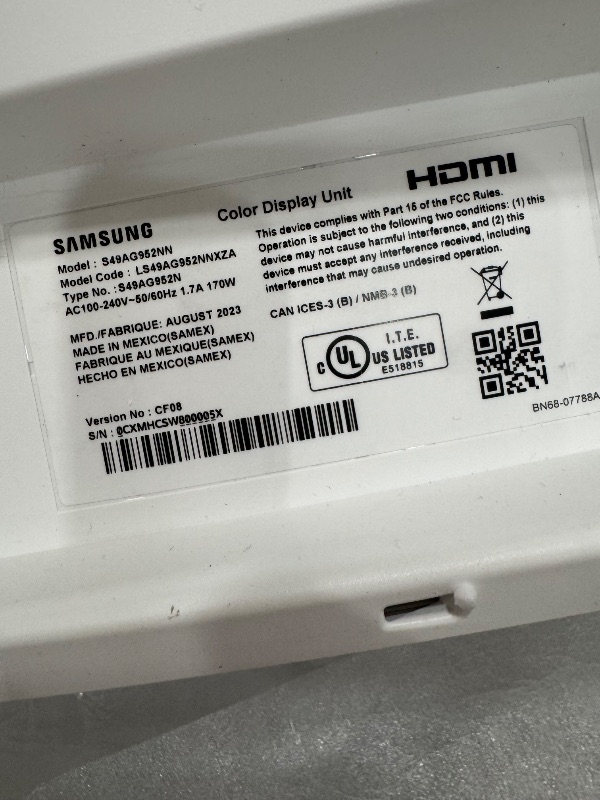 SAMSUNG
Model : S49AG952NN
Model Code : LS49AG952NNXZA
Type No. : S49AG952N
AC100-240V~50/60Hz 1.7A 170W
MFD./FABRIQUE: AUGUST 2023
MADE IN MEXICO(SAMEX)
FABRIQUE AU MEXIQUE(SAMEX)
HECHO EN MEXICO(SAMEX)
Version No : CF08
S/N : 0CXMHCSW800005X
Color Display Unit
HDMI
This device complies with Part 15 of the FCC Rules.
Operation is subject to the following two conditions: (1) this
device may not cause harmful interference, and (2) this
device must accept any interference received, including
interference that may cause undesired operation.
CAN ICES-3 (B) / NMB-3 (B)
C UL US LISTED
I.T.E.
E518815
BN68-07788A